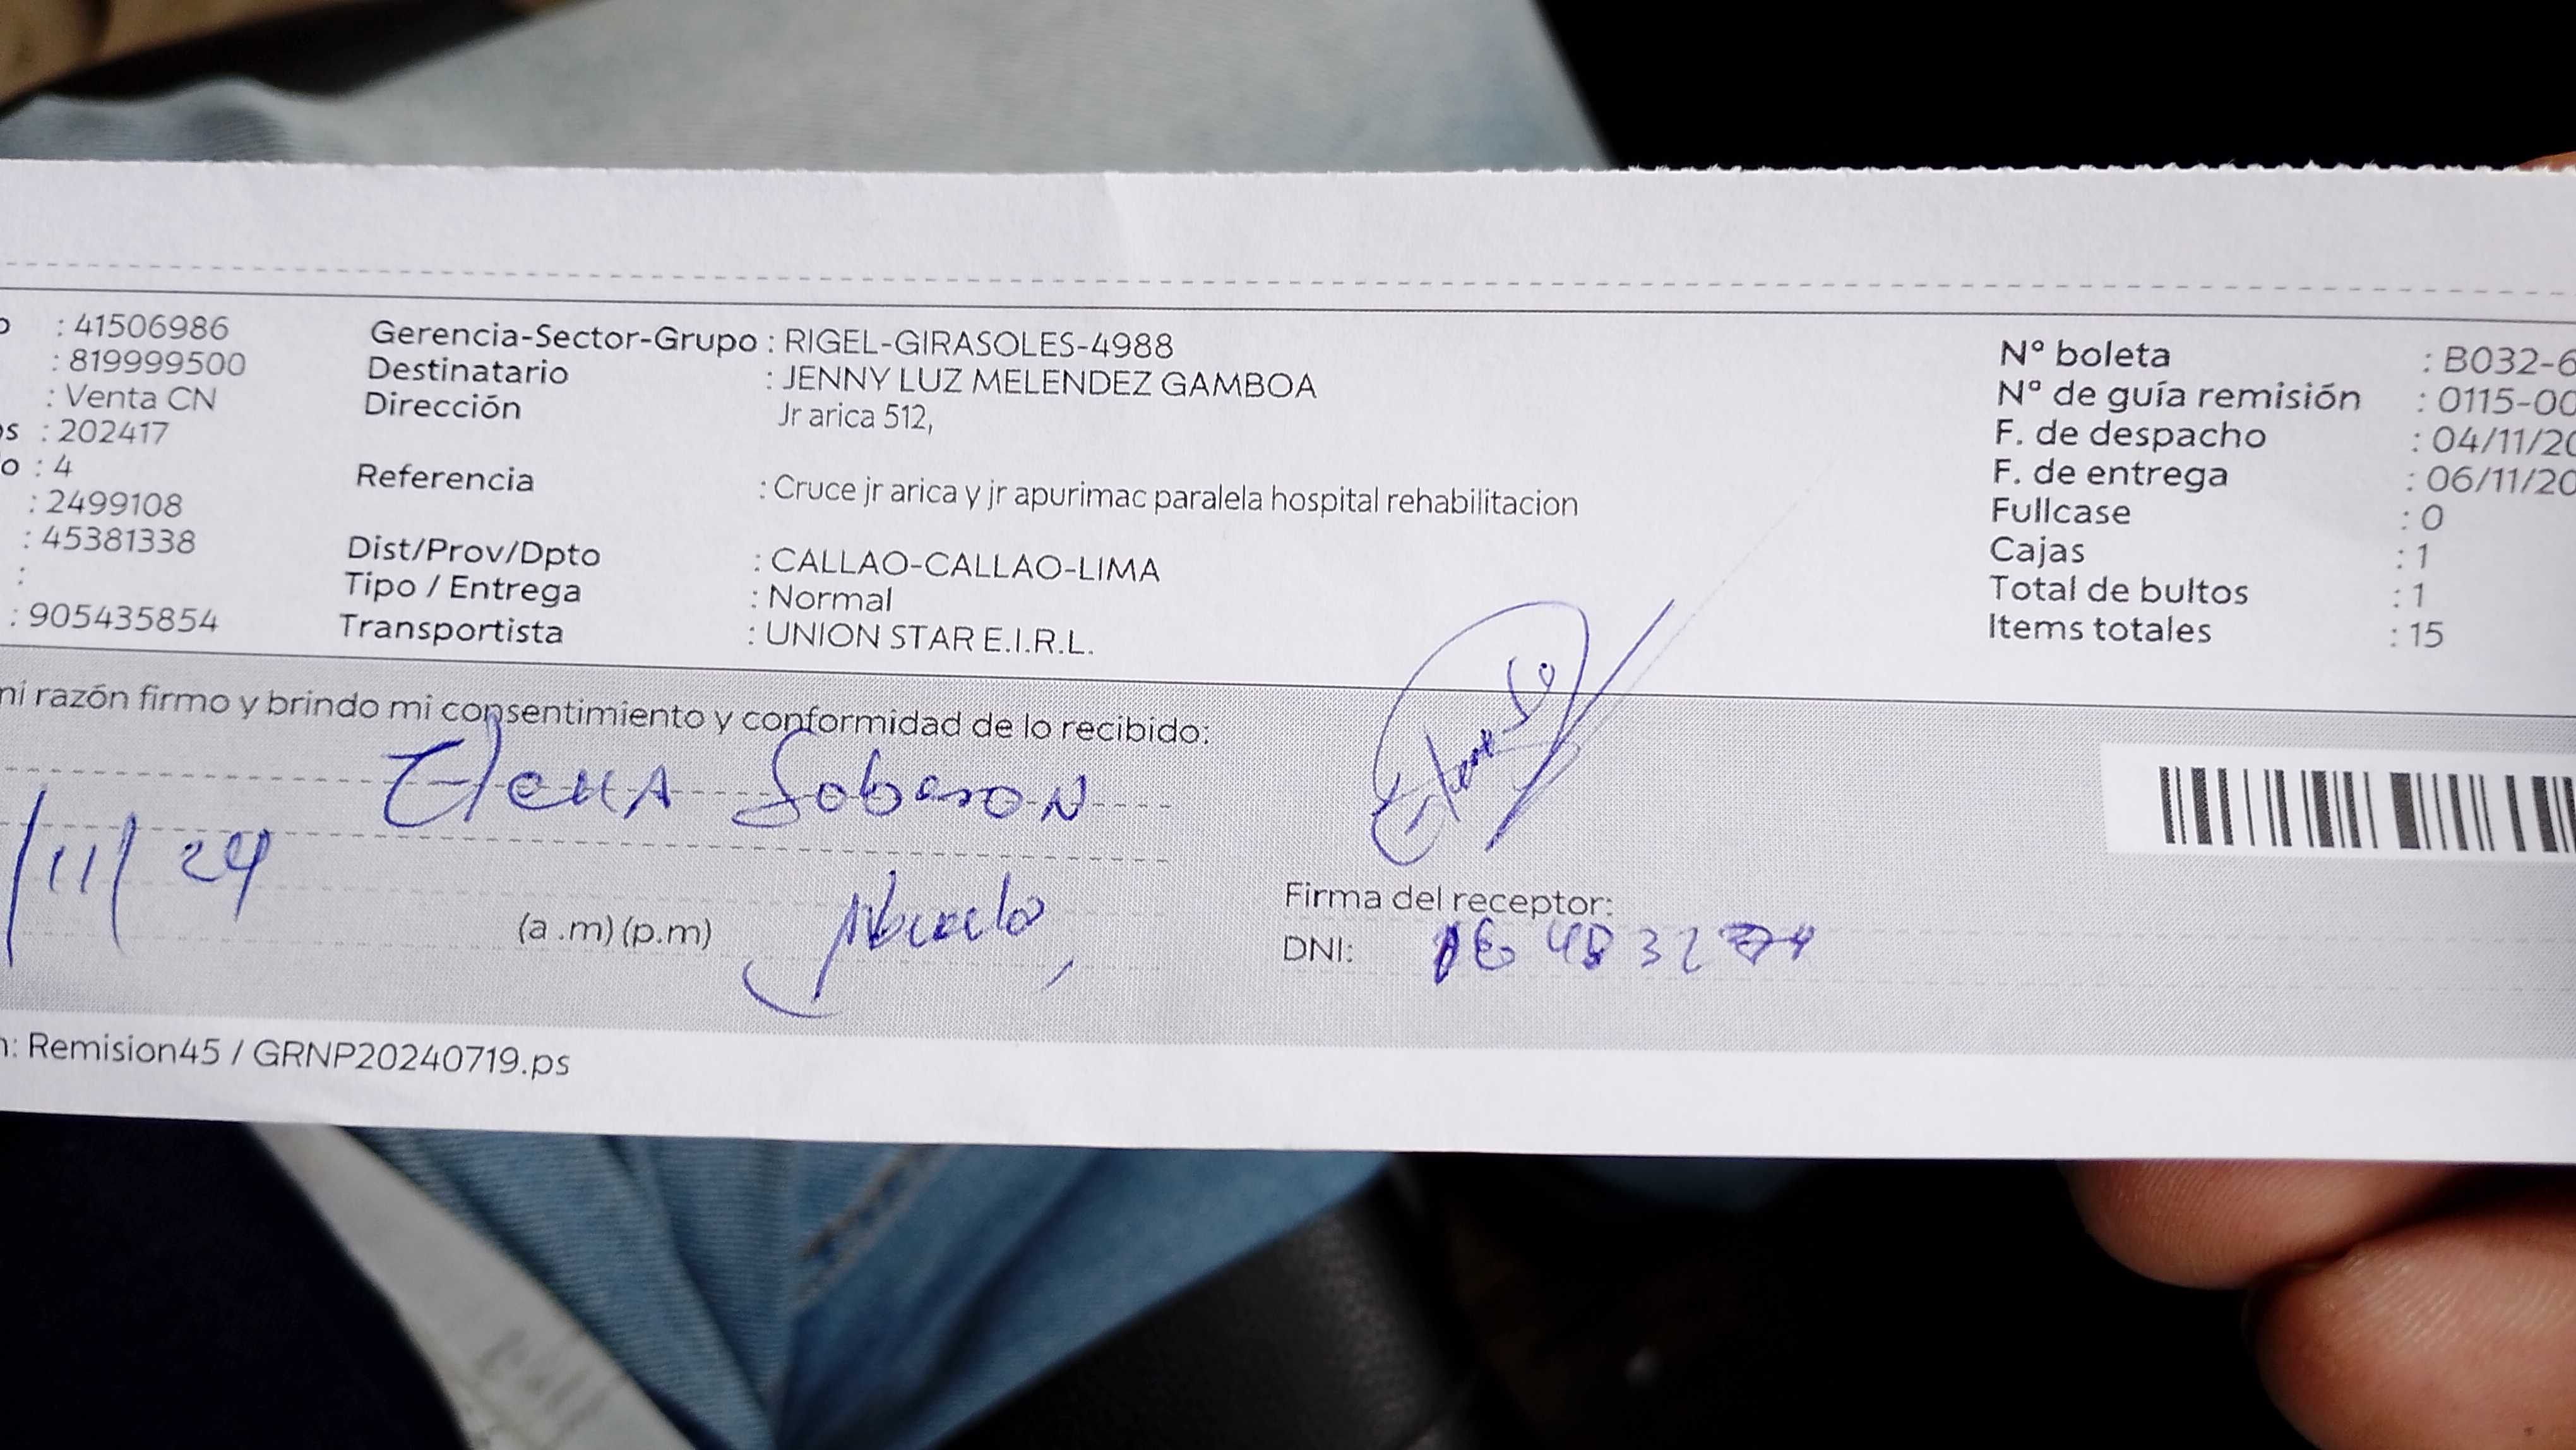 : 41506986
: 819999500
: Venta CN
: 202417
: 4
: 2499108
: 45381338
:
: 905435854
Gerencia-Sector-Grupo : RIGEL-GIRASOLES-4988
Destinatario : JENNY LUZ MELENDEZ GAMBOA
Dirección Jr arica 512,
Referencia : Cruce jr arica y jr apurimac paralela hospital rehabilitacion
Dist/Prov/Dpto : CALLAO-CALLAO-LIMA
Tipo / Entrega : Normal
Transportista : UNION STAR E.I.R.L.
Nº boleta : B032-6
Nº de guía remisión : 0115-00
F. de despacho : 04/11/20
F. de entrega : 06/11/20
Fullcase : 0
Cajas : 1
Total de bultos : 1
Items totales : 15
mi razón firmo y brindo mi consentimiento y conformidad de lo recibido:
Elena Soberon
/11/24
(a .m) (p.m) Abuela
Firma del receptor:
DNI:
: Remision45 / GRNP20240719.ps